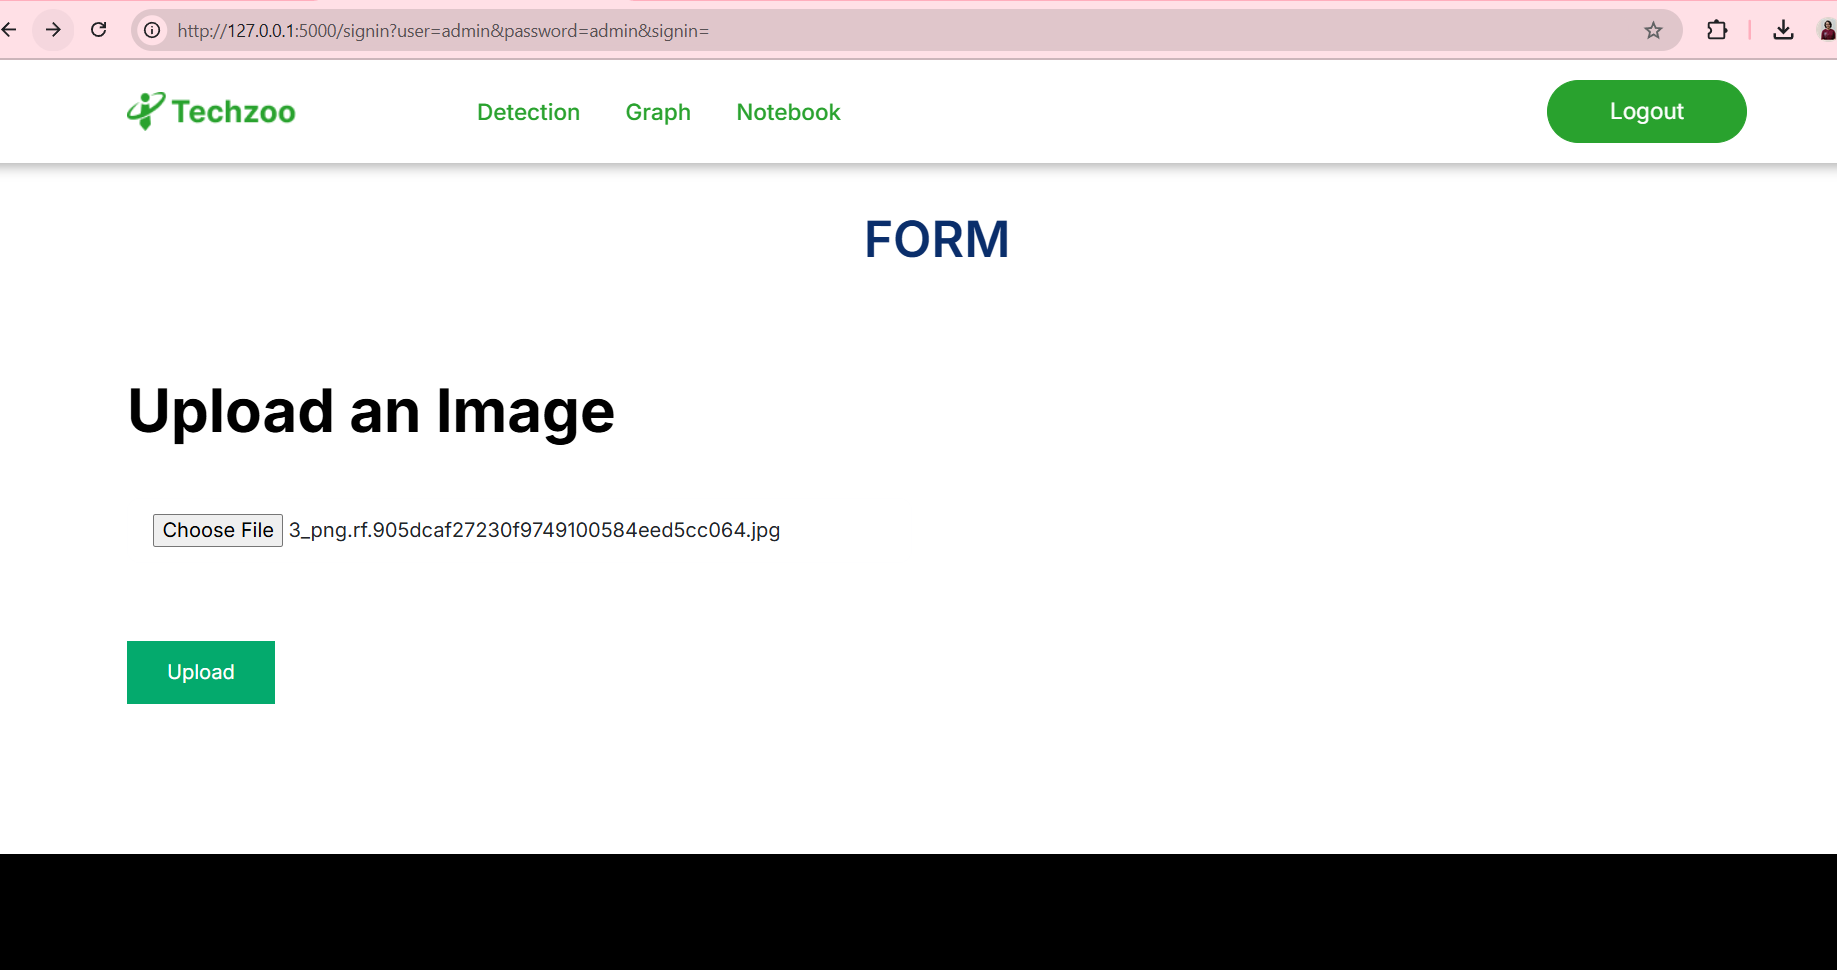 http://127.0.0.1:5000/signin?user=admin&password=admin&signin=
Techzoo Detection Graph Notebook Logout
FORM
Upload an Image
Choose File 3_png.rf.905dcaf27230f9749100584eed5cc064.jpg
Upload